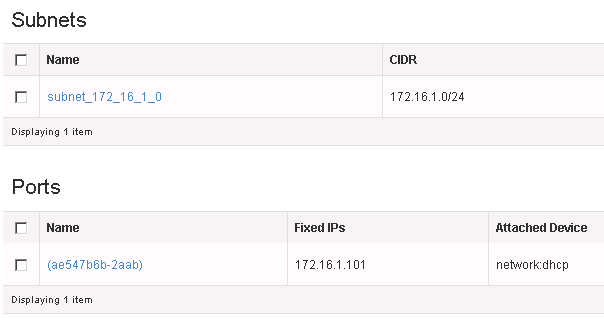 Subnets
Name CIDR
subnet_172_16_1_0 172.16.1.0/24
Displaying 1 item
Ports
Name Fixed IPs Attached Device
(ae547b6b-2aab) 172.16.1.101 network:dhcp
Displaying 1 item